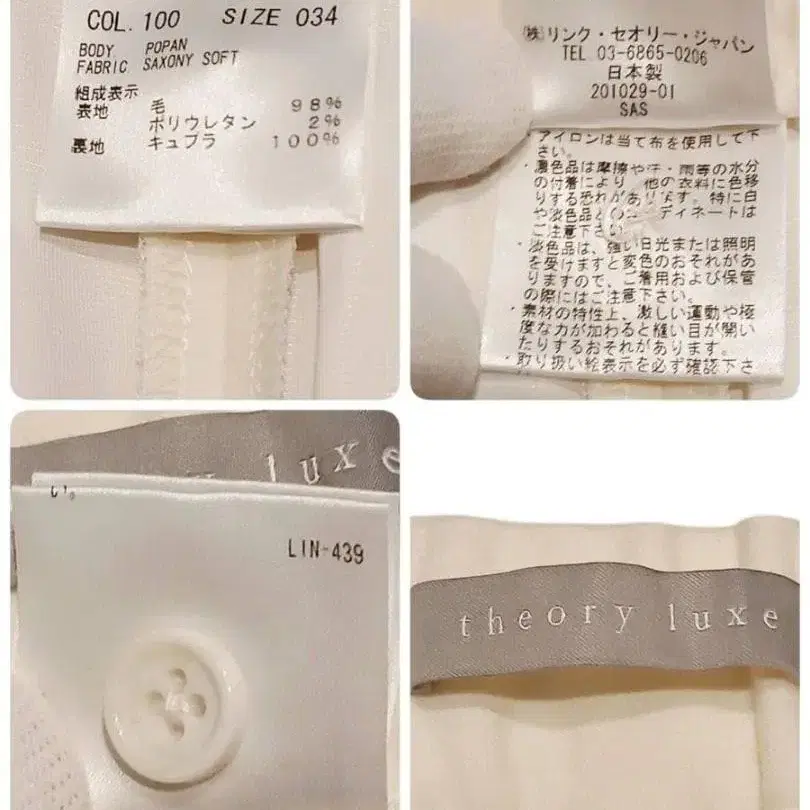 COL. 100 SIZE 034
BODY POPAN
FABRIC SAXONY SOFT
組成表示
表地 毛 98%
ポリウレタン 2%
裏地 キュプラ 100%
㈱リンク・セオリー・ジャパン
TEL 03-6865-0206
日本製
201029-01
SAS
・アイロンは当て布を使用して下
さい。
・濃色品は摩擦や汗・雨等の水分
の付着により、他の衣料に色移
りする恐れがあります。特に白
や淡色品とのコーディネートは
ご注意下さい。
・淡色品は、強い日光または照明
を受けますと変色のおそれがあ
りますので、ご着用および保管
の際にはご注意下さい。
・素材の特性上、激しい運動や極
度な力が加わると縫い目が開い
たりするおそれがあります。
・取り扱い絵表示を必ず確認下さ
y luxe
い。
LIN-439
theory luxe